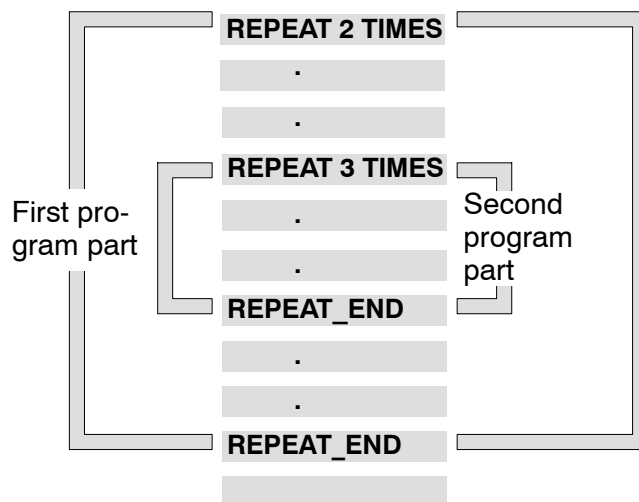 REPEAT 2 TIMES
.
.
REPEAT 3 TIMES
First pro-
gram part
.
.
Second
program
part
REPEAT_END
.
.
REPEAT_END